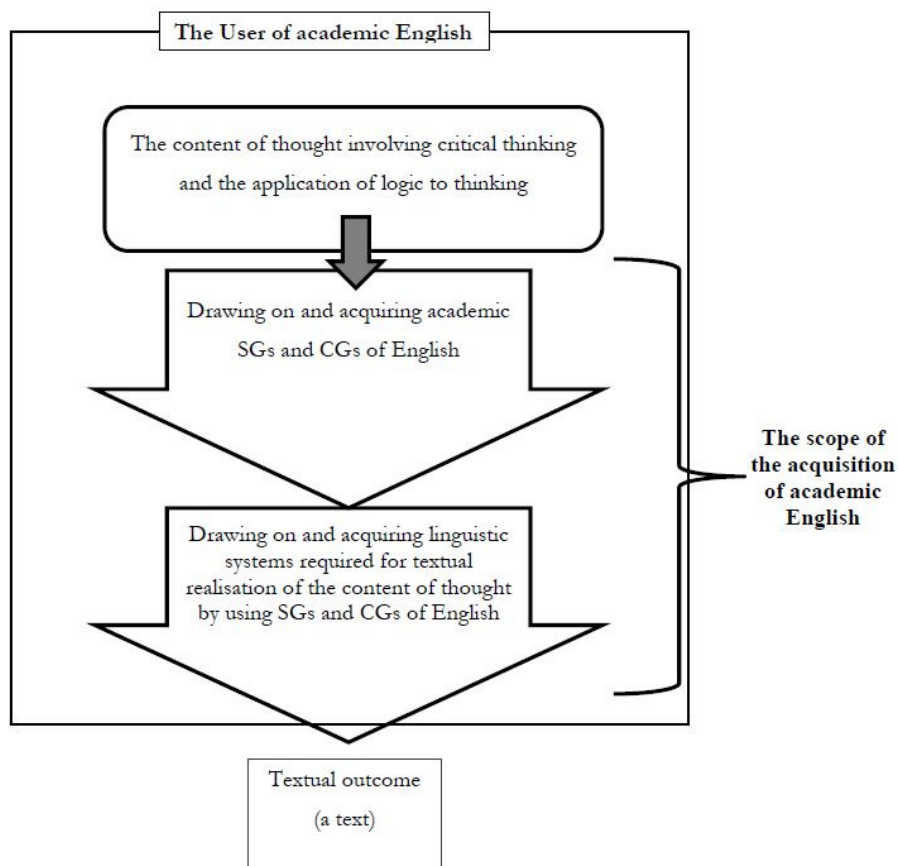 The User of academic English
The content of thought involving critical thinking
and the application of logic to thinking
Drawing on and acquiring academic
SGs and CGs of English
Drawing on and acquiring linguistic
systems required for textual
realisation of the content of thought
by using SGs and CGs of English
The scope of
the acquisition
of academic
English
Textual outcome
(a text)